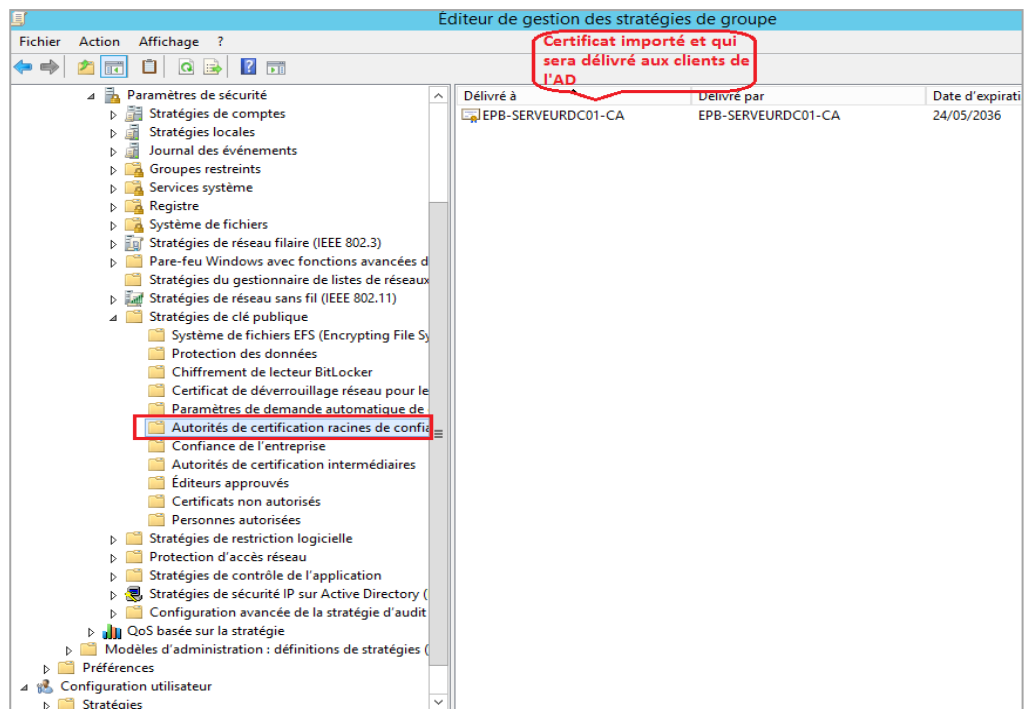 Éditeur de gestion des stratégies de groupe
Fichier Action Affichage ?
Certificat importé et qui
sera délivré aux clients de
l'AD
Paramètres de sécurité
Stratégies de comptes
Stratégies locales
Journal des événements
Groupes restreints
Services système
Registre
Système de fichiers
Stratégies de réseau filaire (IEEE 802.3)
Pare-feu Windows avec fonctions avancées d
Stratégies du gestionnaire de listes de réseaux
Stratégies de réseau sans fil (IEEE 802.11)
Stratégies de clé publique
Système de fichiers EFS (Encrypting File Sy
Protection des données
Chiffrement de lecteur BitLocker
Certificat de déverrouillage réseau pour le
Paramètres de demande automatique de
Autorités de certification racines de confia
Confiance de l'entreprise
Autorités de certification intermédiaires
Éditeurs approuvés
Certificats non autorisés
Personnes autorisées
Stratégies de restriction logicielle
Protection d'accès réseau
Stratégies de contrôle de l'application
Stratégies de sécurité IP sur Active Directory (
Configuration avancée de la stratégie d'audit
QoS basée sur la stratégie
Modèles d'administration : définitions de stratégies (
Préférences
Configuration utilisateur
Stratégies
Délivré à Délivré par Date d'expirati
EPB-SERVEURDC01-CA EPB-SERVEURDC01-CA 24/05/2036